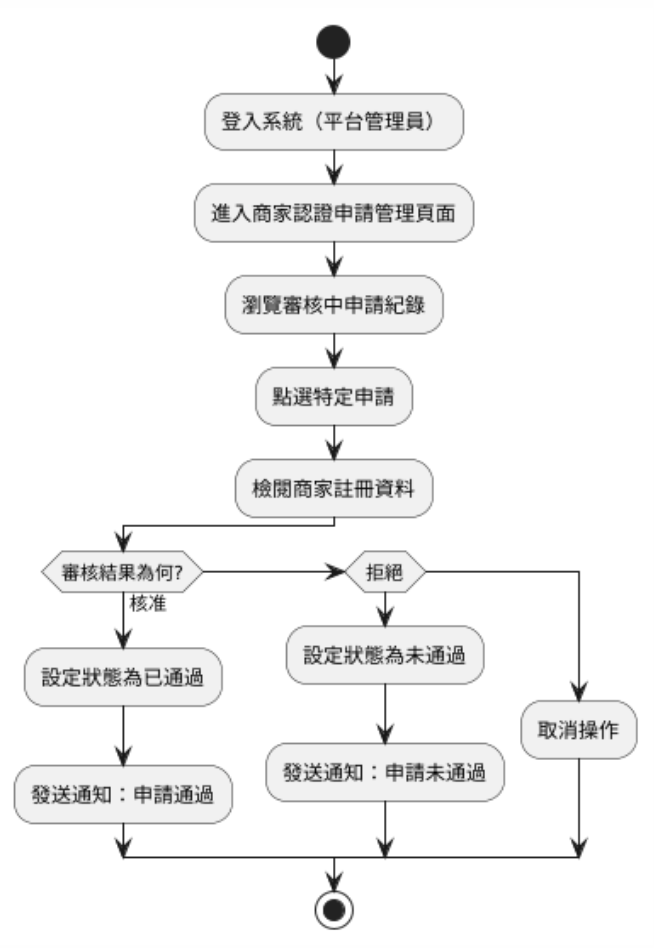 登入系統（平台管理員）
進入商家認證申請管理頁面
瀏覽審核中申請紀錄
點選特定申請
檢閱商家註冊資料
審核結果為何?
拒絕
核准
設定狀態為已通過
設定狀態為未通過
取消操作
發送通知：申請通過
發送通知：申請未通過